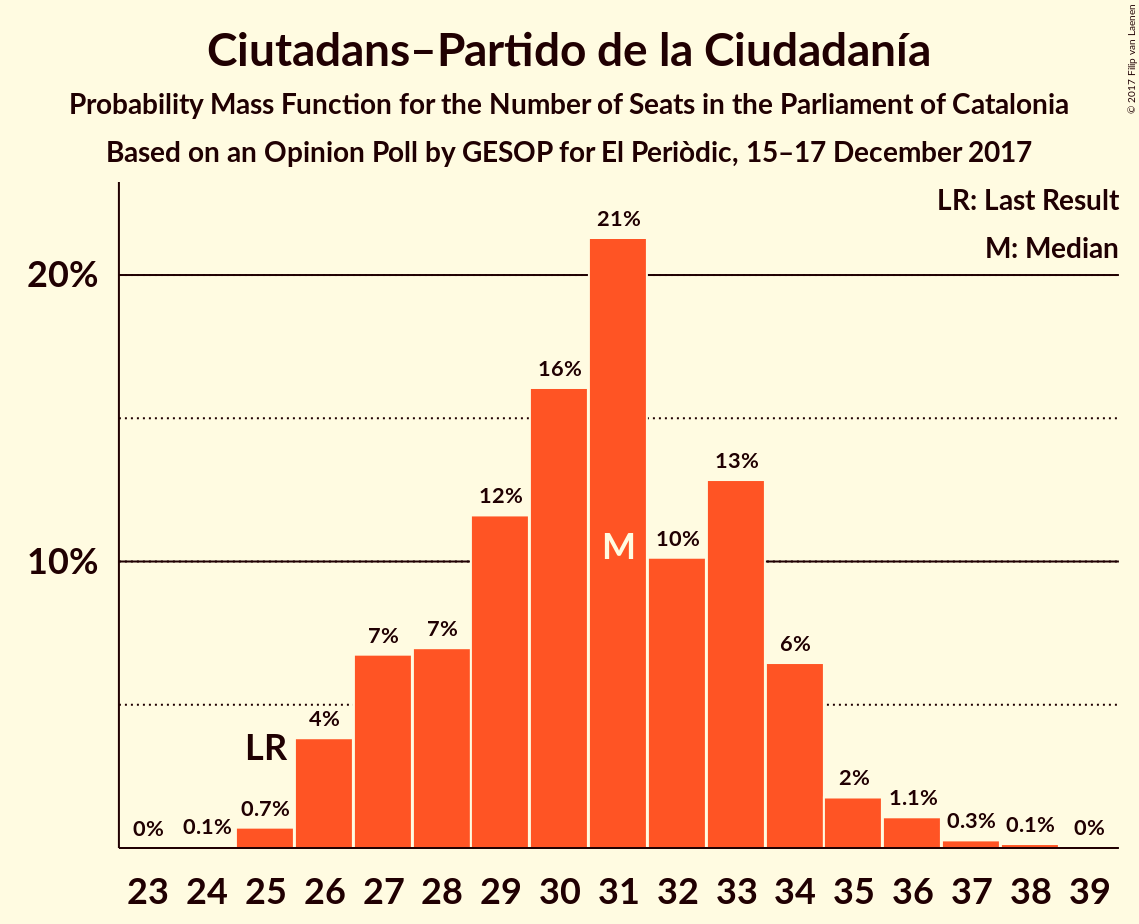 Ciutadans–Partido de la Ciudadanía
Probability Mass Function for the Number of Seats in the Parliament of Catalonia
Based on an Opinion Poll by GESOP for El Periòdic, 15–17 December 2017
© 2017 Filip van Laenen
LR: Last Result
M: Median
20%
10%
0%
0.1%
0.7%
LR
4%
7%
7%
12%
16%
21%
M
10%
13%
6%
2%
1.1%
0.3%
0.1%
0%
23 24 25 26 27 28 29 30 31 32 33 34 35 36 37 38 39